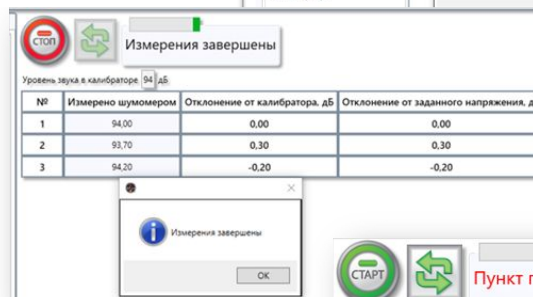 СТОП
Измерения завершены
Уровень звука в калибраторе 94 дБ
№ Измерено шумомером Отклонение от калибратора, дБ Отклонение от заданного напряжения,
1 94,00 0,00 0,00
2 93,70 0,30 0,30
3 94,20 -0,20 -0,20
Измерения завершены
OK
СТАРТ
Пункт